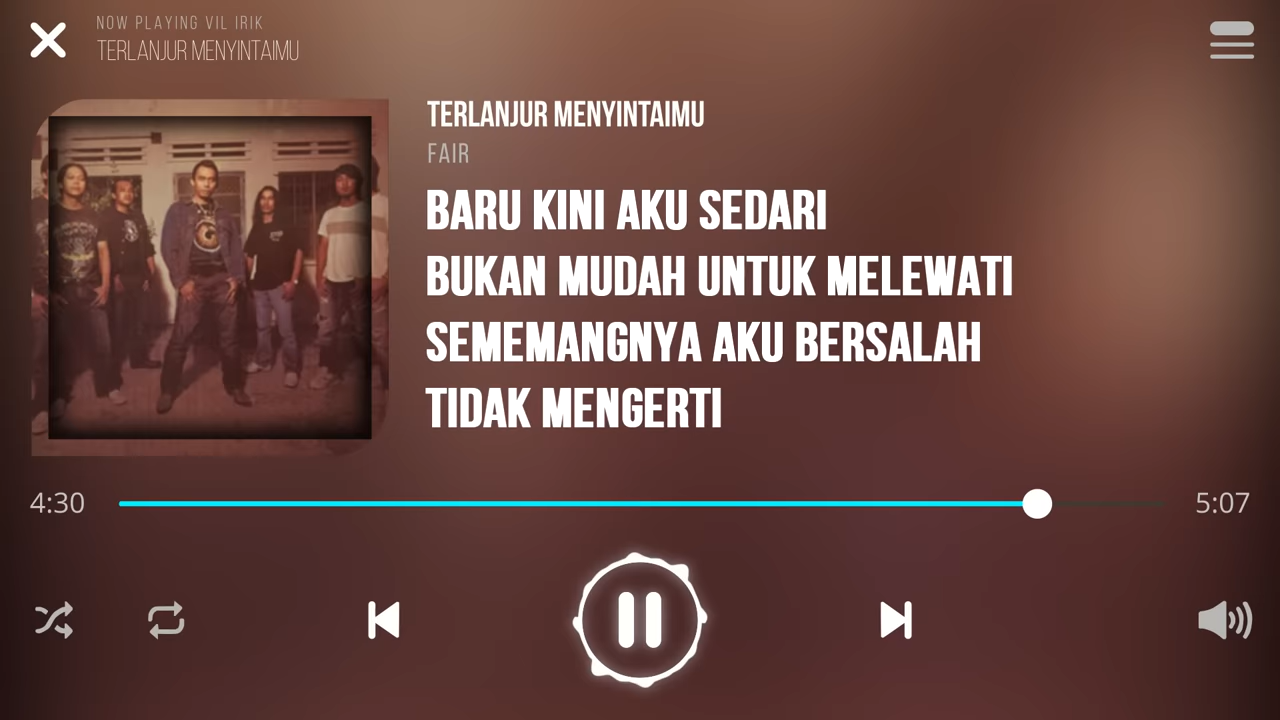 NOW PLAYING VIL IRIK
TERLANJUR MENYINTAIMU
TERLANJUR MENYINTAIMU
FAIR
BARU KINI AKU SEDARI
BUKAN MUDAH UNTUK MELEWATI
SEMEMANGNYA AKU BERSALAH
TIDAK MENGERTI
4:30
5:07